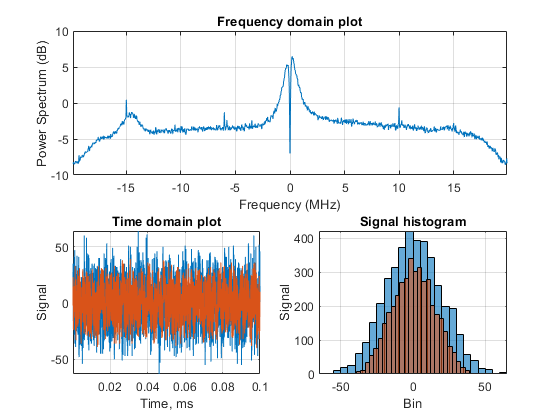 Frequency domain plot
Power Spectrum (dB)
10
5
0
-5
-10
-15 -10 -5 0 5 10 15
Frequency (MHz)
Time domain plot
Signal
50
0
-50
0.02 0.04 0.06 0.08 0.1
Time, ms
Signal histogram
Signal
400
300
200
100
0
-50 0 50
Bin